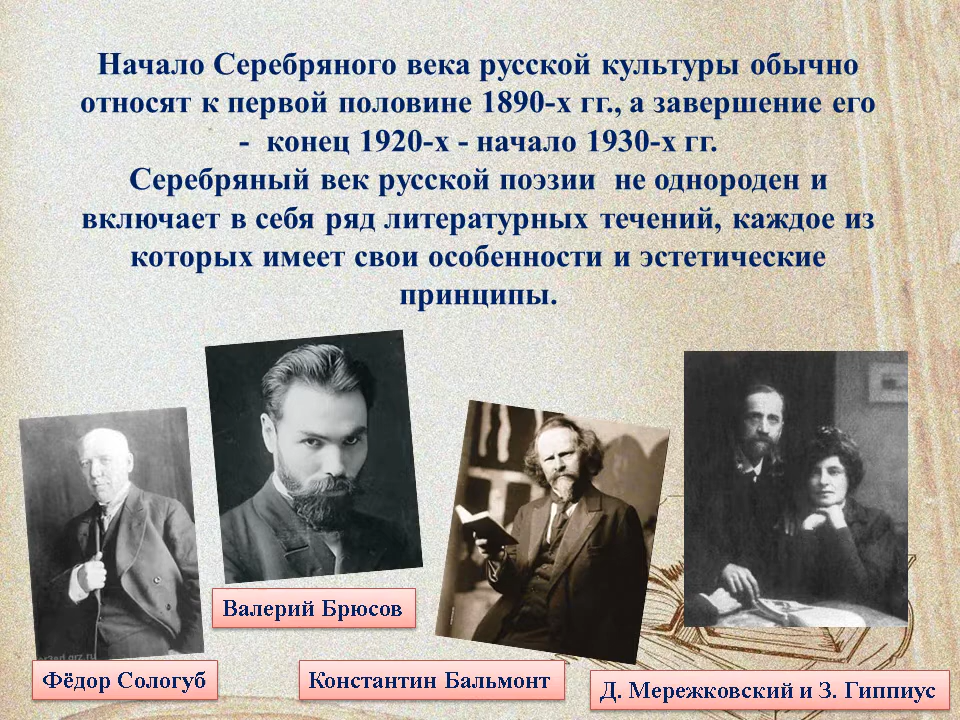 Начало Серебряного века русской культуры обычно
относят к первой половине 1890-х гг., а завершение его
- конец 1920-х - начало 1930-х гг.
Серебряный век русской поэзии не однороден и
включает в себя ряд литературных течений, каждое из
которых имеет свои особенности и эстетические
принципы.
Валерий Брюсов
Фёдор Сологуб
Константин Бальмонт
Д. Мережковский и З. Гиппиус